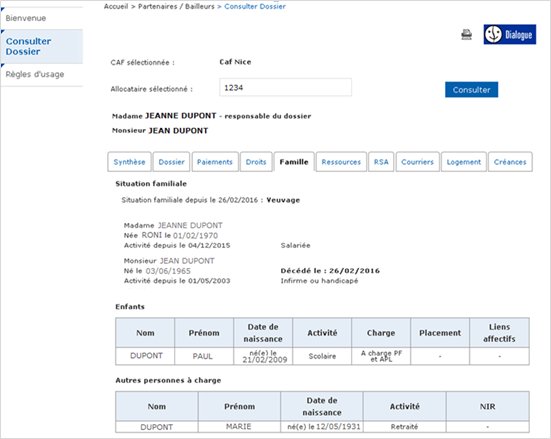 Accueil > Partenaires / Bailleurs > Consulter Dossier
Bienvenue
Consulter
Dossier
Règles d'usage
Dialogue
CAF sélectionnée :
Caf Nice
Allocataire sélectionné :
1234
Consulter
Madame JEANNE DUPONT - responsable du dossier
Monsieur JEAN DUPONT
Synthèse Dossier Paiements Droits Famille Ressources RSA Courriers Logement Créances
Situation familiale
Situation familiale depuis le 26/02/2016 : Veuvage
Madame JEANNE DUPONT
Née RONI le 01/02/1970
Activité depuis le 04/12/2015 Salariée
Monsieur JEAN DUPONT
Né le 03/06/1965 Décédé le : 26/02/2016
Activité depuis le 01/05/2003 Infirme ou handicapé
Enfants
Nom Prénom Date de naissance Activité Charge Placement Liens affectifs
DUPONT PAUL né(e) le 21/02/2009 Scolaire A charge PF et APL - -
Autres personnes à charge
Nom Prénom Date de naissance Activité NIR
DUPONT MARIE né(e) le 12/05/1931 Retraité -